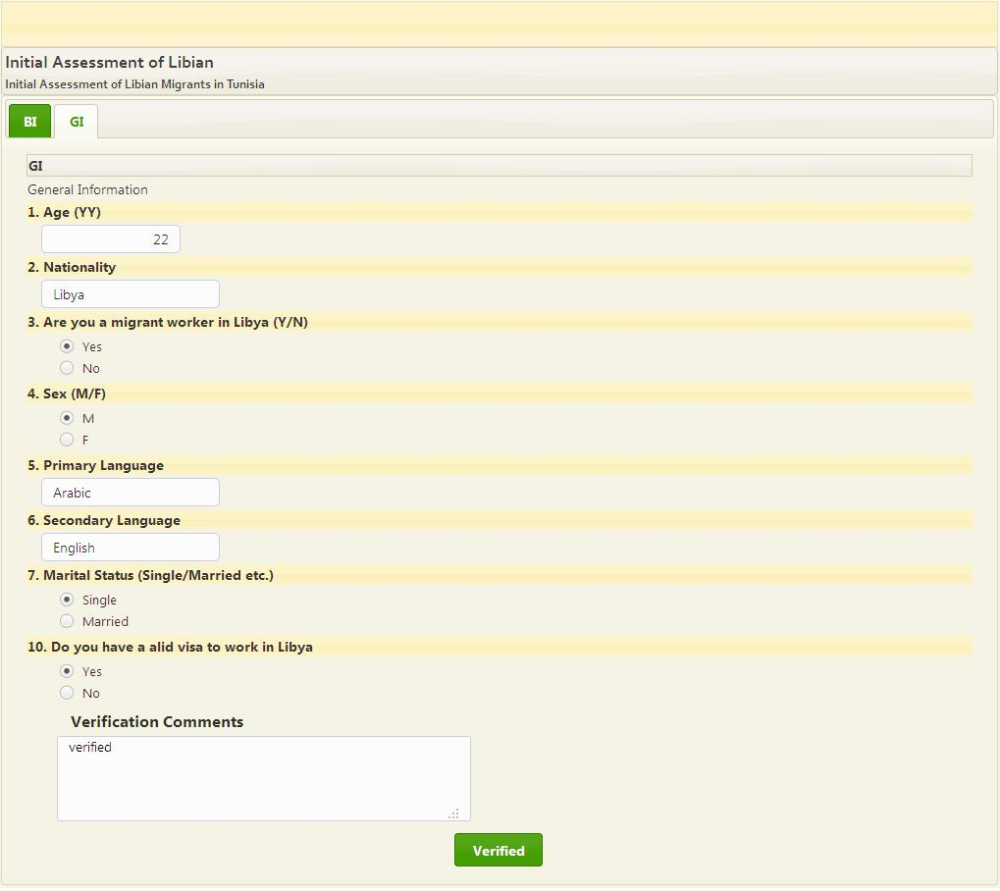 Initial Assessment of Libian
Initial Assessment of Libian Migrants in Tunisia
BI GI
GI
General Information
1. Age (YY)
22
2. Nationality
Libya
3. Are you a migrant worker in Libya (Y/N)
Yes
No
4. Sex (M/F)
M
F
5. Primary Language
Arabic
6. Secondary Language
English
7. Marital Status (Single/Married etc.)
Single
Married
10. Do you have a alid visa to work in Libya
Yes
No
Verification Comments
verified
Verified